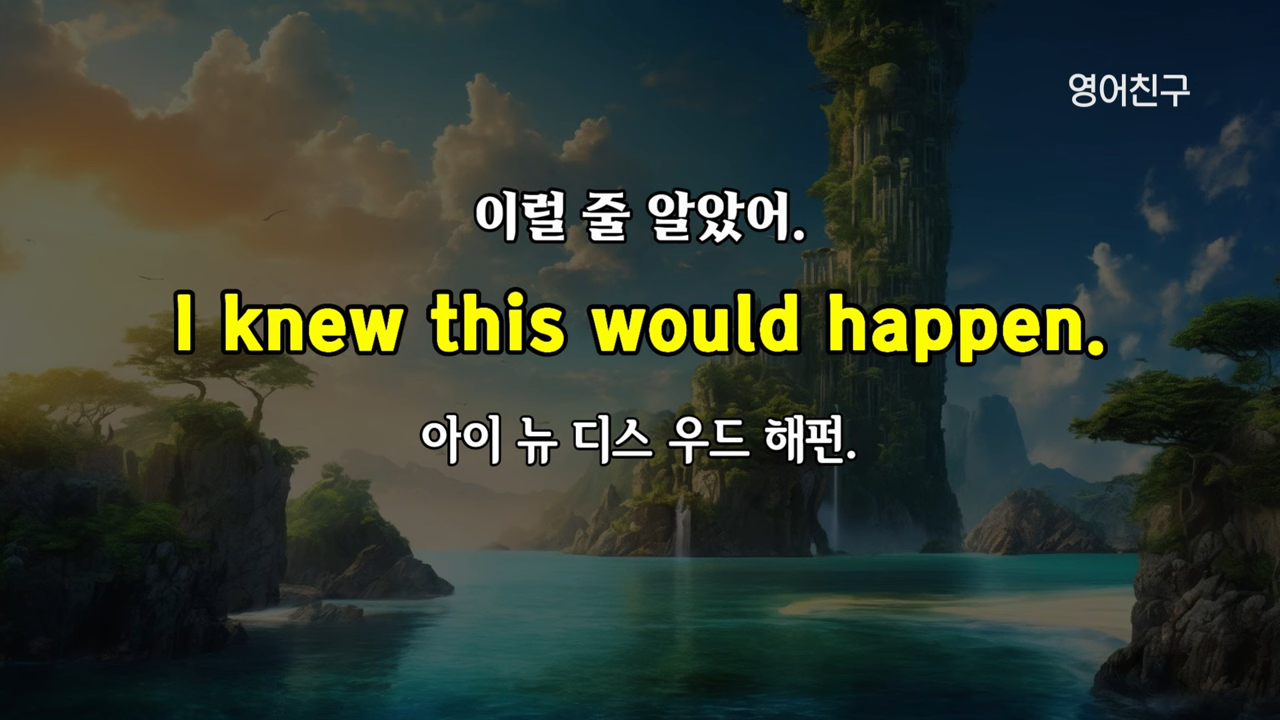 영어친구
이럴 줄 알았어.
I knew this would happen.
아이 뉴 디스 우드 해펀.